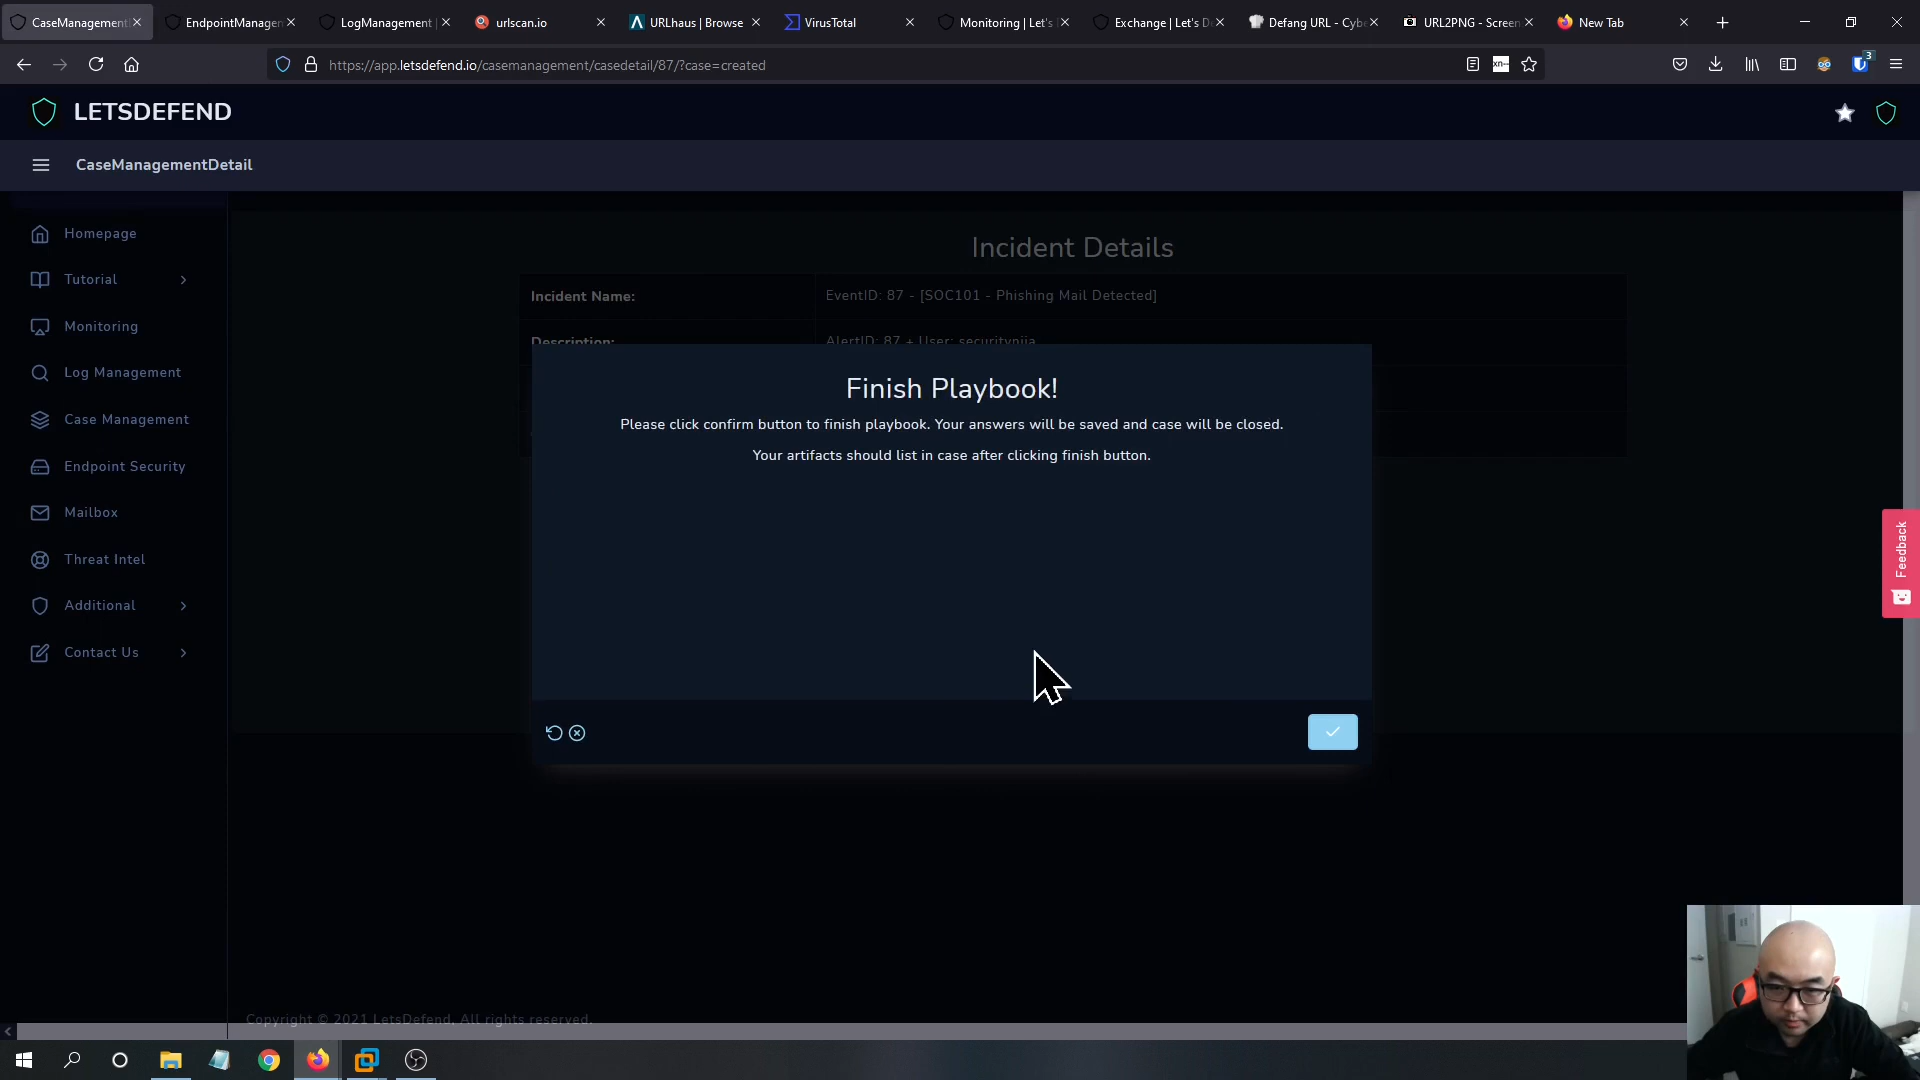 CaseManagement
EndpointManagem
LogManagement |
urlscan.io
URLhaus | Browse
VirusTotal
Monitoring | Let's
Exchange | Let's D
Defang URL - Cybe
URL2PNG - Screen
New Tab
https://app.letsdefend.io/casemanagement/casedetail/87/?case=created
xn--
3
LETSDEFEND
CaseManagementDetail
Homepage
Tutorial
Monitoring
Log Management
Case Management
Endpoint Security
Mailbox
Threat Intel
Additional
Contact Us
Incident Details
Incident Name:
EventID: 87 - [SOC101 - Phishing Mail Detected]
Description:
AlertID: 87 + User: securityniia
Finish Playbook!
Please click confirm button to finish playbook. Your answers will be saved and case will be closed.
Your artifacts should list in case after clicking finish button.
Feedback
Copyright © 2021 LetsDefend, All rights reserved.